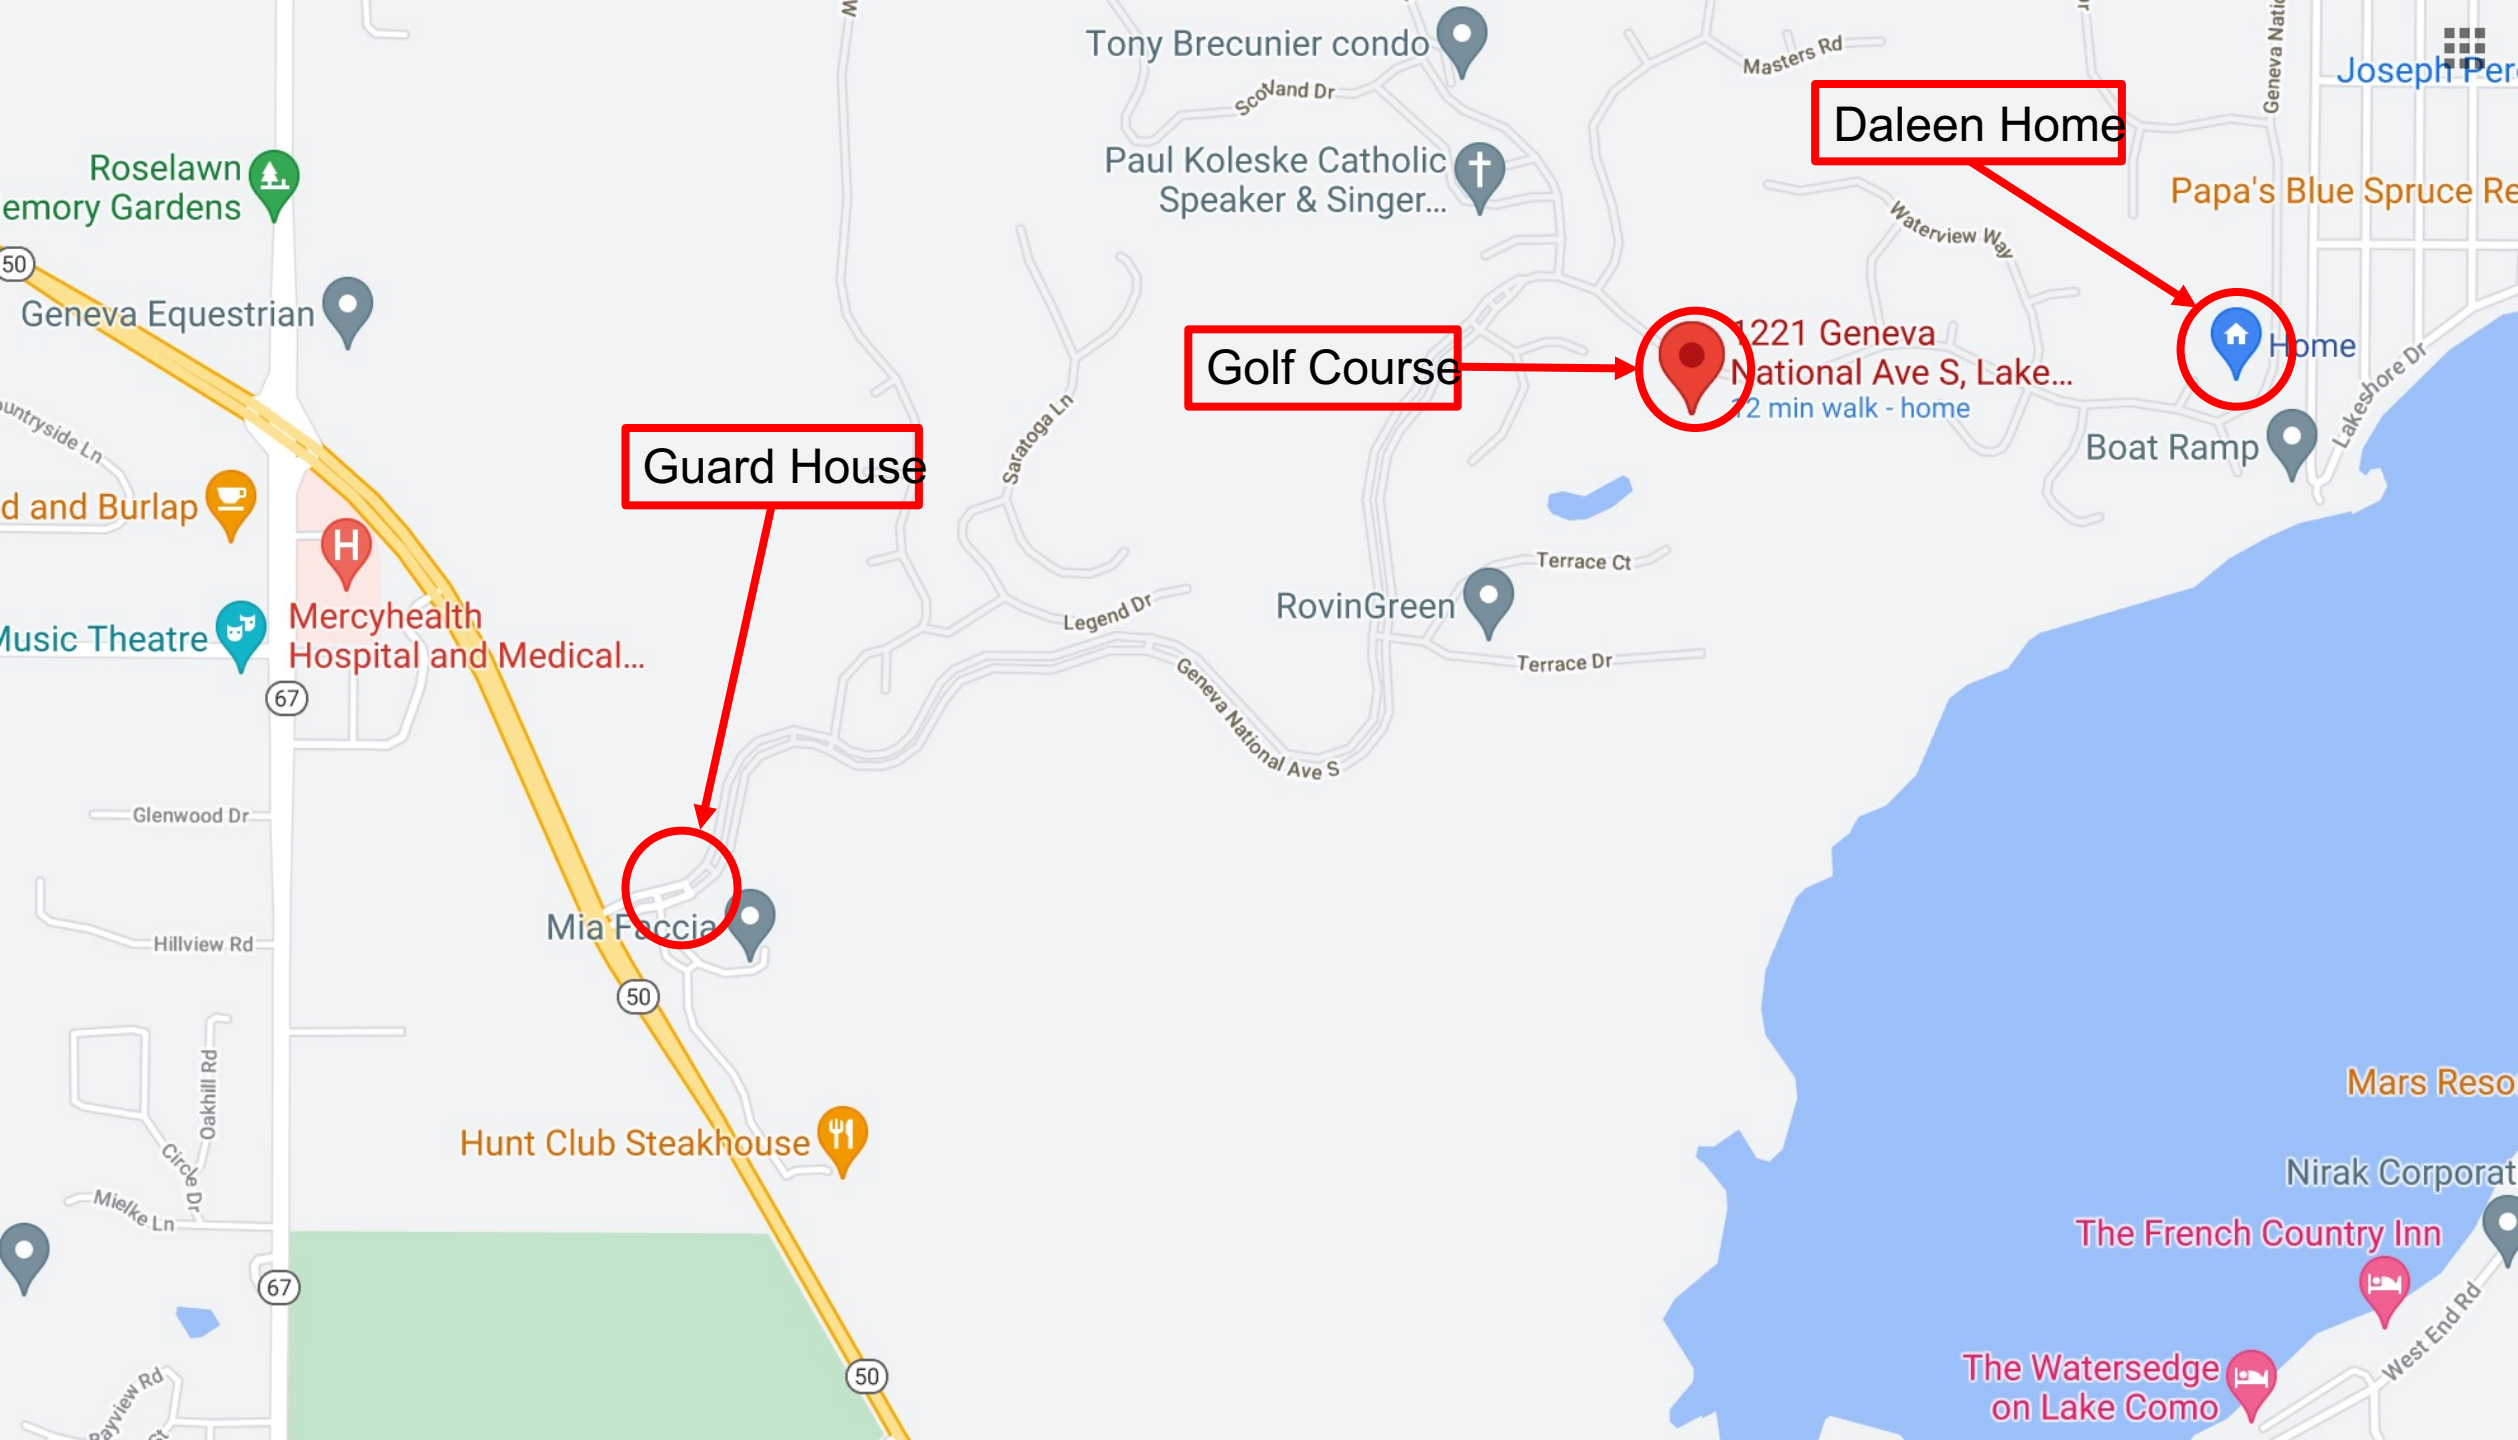 W
Tony Brecunier condo
Scotland Dr
Masters Rd
Geneva Natio
Joseph Per
Daleen Home
Roselawn
emory Gardens
Paul Koleske Catholic
Speaker & Singer...
Papa's Blue Spruce Re
Waterview Way
50
Geneva Equestrian
Golf Course
1221 Geneva
National Ave S, Lake...
12 min walk - home
Home
Lakeshore Dr
Boat Ramp
ountryside Ln
Saratoga Ln
Guard House
d and Burlap
H
Terrace Ct
RovinGreen
Legend Dr
Mercyhealth
Hospital and Medical...
Music Theatre
Terrace Dr
67
Geneva National Ave S
Glenwood Dr
Mia Faccia
Hillview Rd
50
Oakhill Rd
Mars Reso
Hunt Club Steakhouse
Circle Dr
Nirak Corporat
Mielke Ln
The French Country Inn
67
West End Rd
50
The Watersedge
on Lake Como
Bayview Rd
St